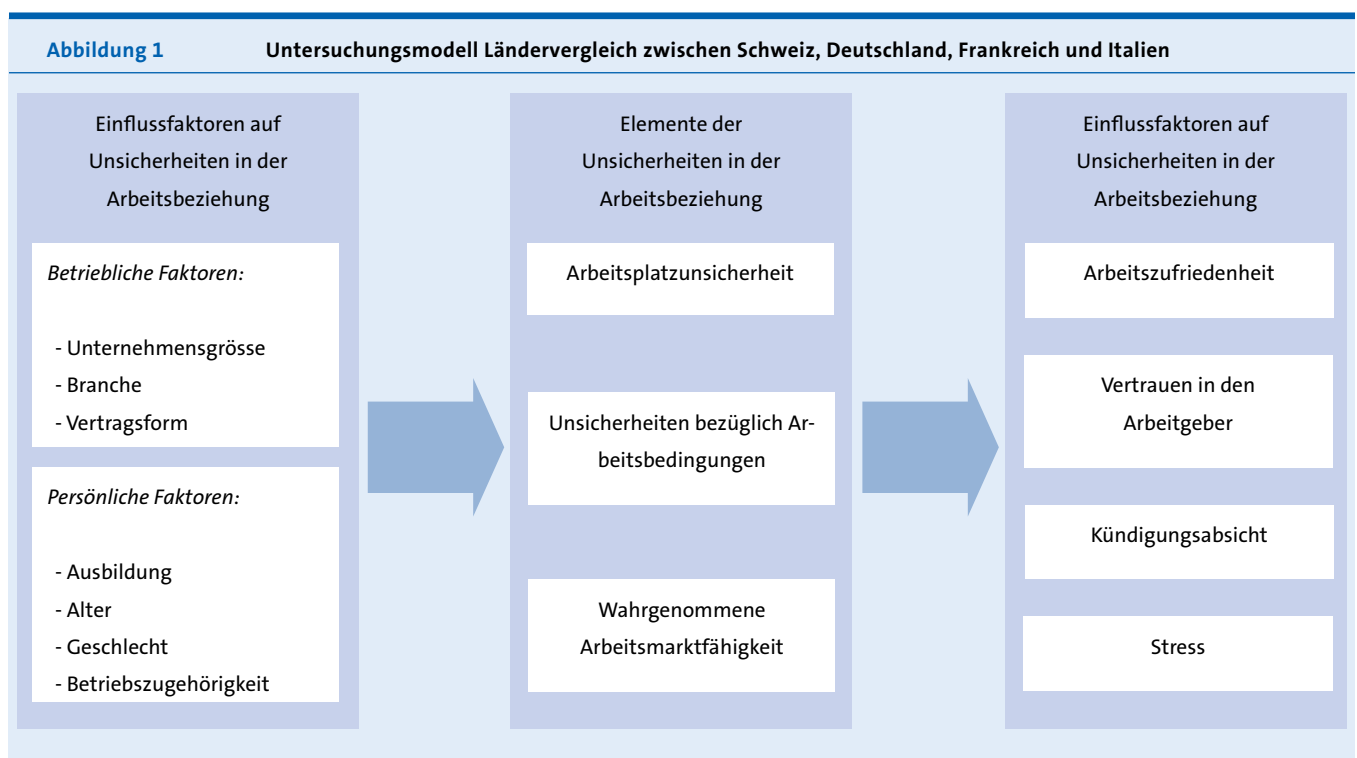 Abbildung 1 Untersuchungsmodell Ländervergleich zwischen Schweiz, Deutschland, Frankreich und Italien
Einflussfaktoren auf
Unsicherheiten in der
Arbeitsbeziehung
Betriebliche Faktoren:
- Unternehmensgrösse
- Branche
- Vertragsform
Persönliche Faktoren:
- Ausbildung
- Alter
- Geschlecht
- Betriebszugehörigkeit
Elemente der
Unsicherheiten in der
Arbeitsbeziehung
Arbeitsplatzunsicherheit
Unsicherheiten bezüglich Ar-
beitsbedingungen
Wahrgenommene
Arbeitsmarktfähigkeit
Einflussfaktoren auf
Unsicherheiten in der
Arbeitsbeziehung
Arbeitszufriedenheit
Vertrauen in den
Arbeitgeber
Kündigungsabsicht
Stress